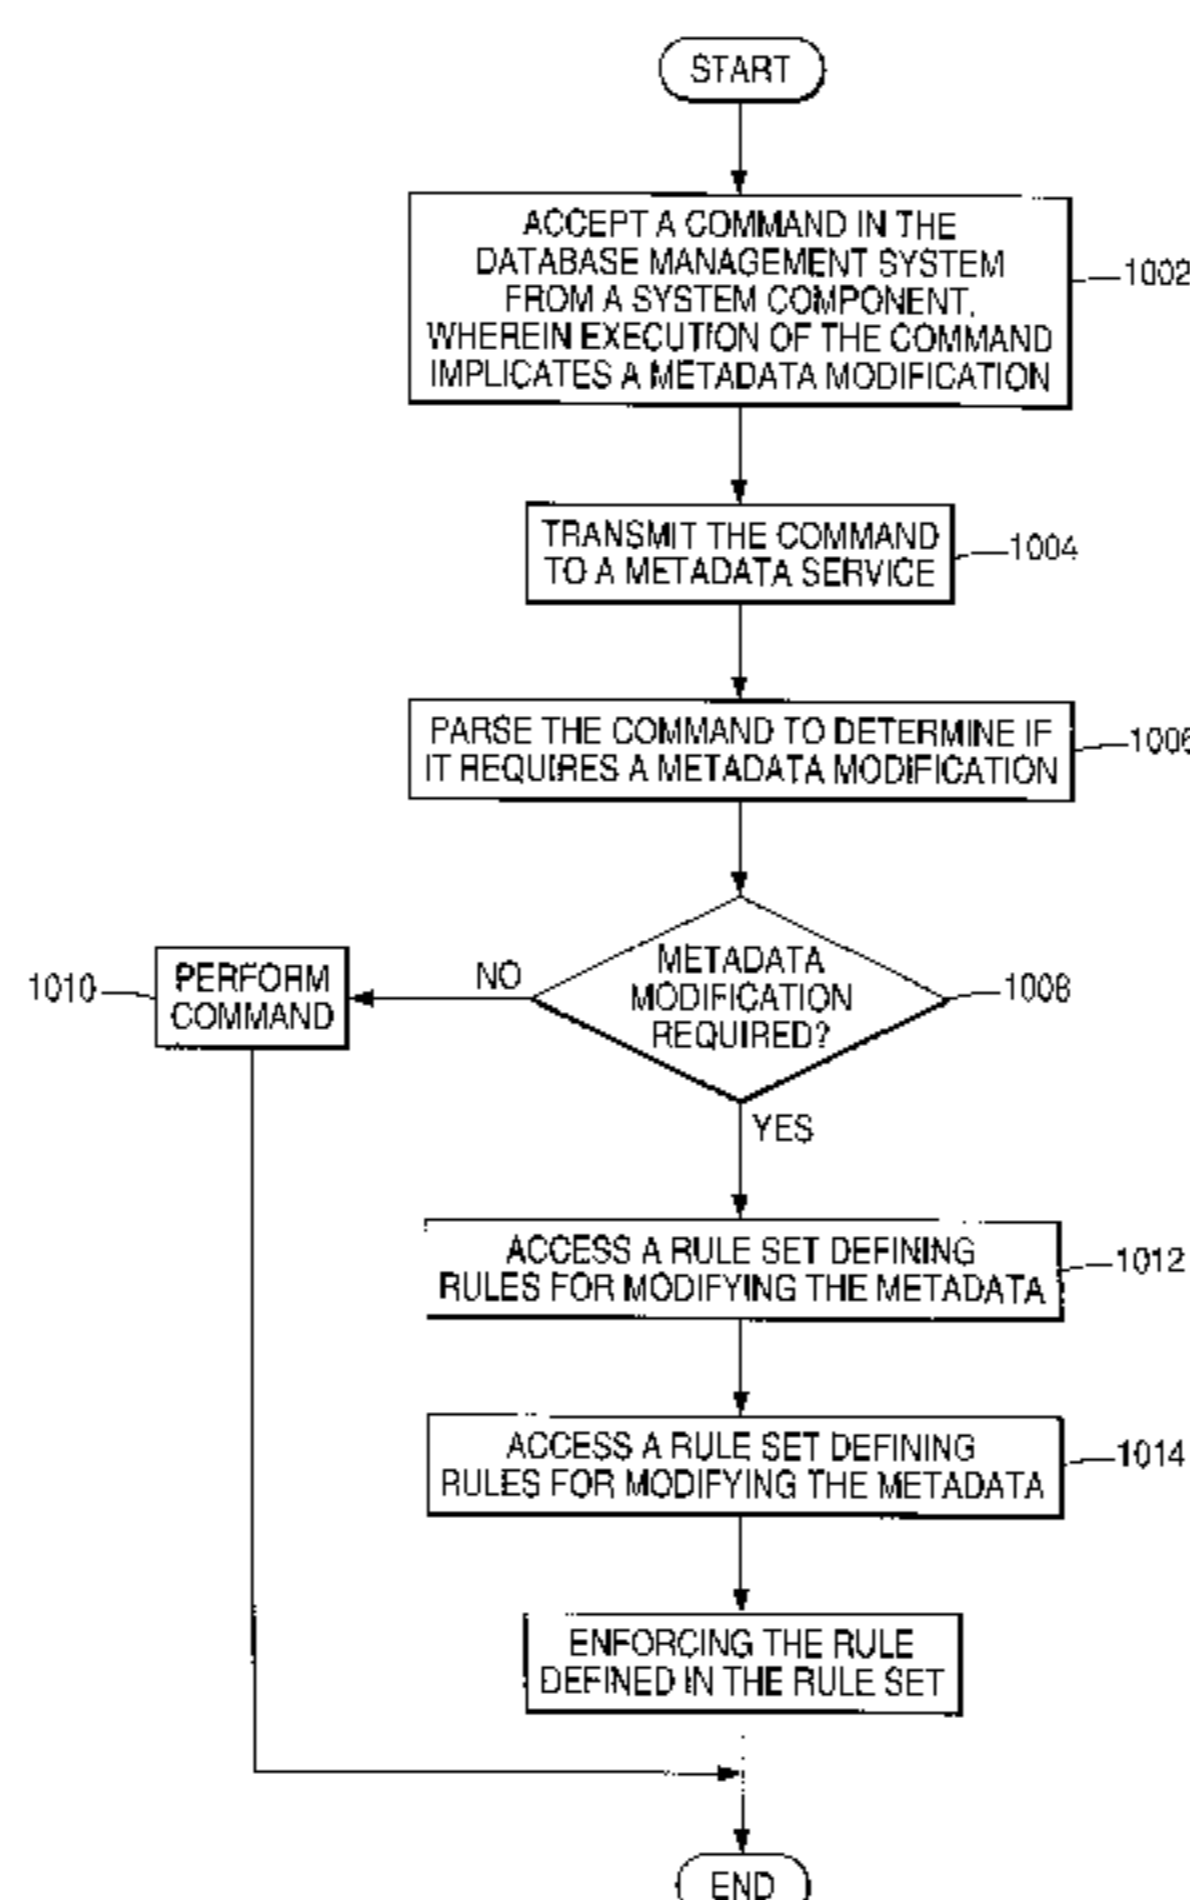 START
ACCEPT A COMMAND IN THE
DATABASE MANAGEMENT SYSTEM
FROM A SYSTEM COMPONENT,
WHEREIN EXECUTION OF THE COMMAND
IMPLICATES A METADATA MODIFICATION
1002
TRANSMIT THE COMMAND
TO A METADATA SERVICE
1004
PARSE THE COMMAND TO DETERMINE IF
IT REQUIRES A METADATA MODIFICATION
1006
METADATA
MODIFICATION
REQUIRED?
1008
NO
1010
PERFORM
COMMAND
YES
ACCESS A RULE SET DEFINING
RULES FOR MODIFYING THE METADATA
1012
ACCESS A RULE SET DEFINING
RULES FOR MODIFYING THE METADATA
1014
ENFORCING THE RULE
DEFINED IN THE RULE SET
END